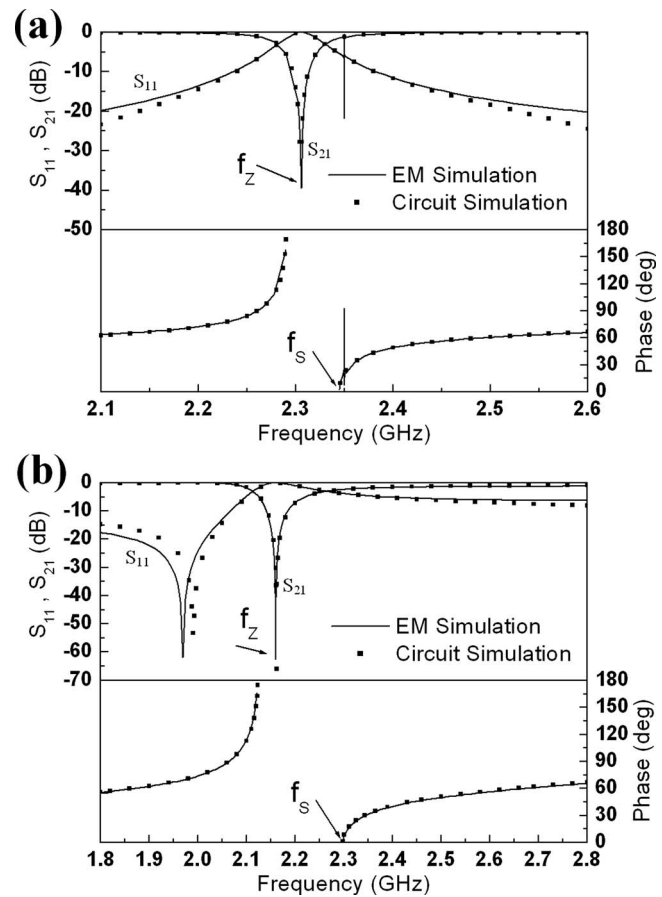 (a)
0
-10
-20
-30
-40
-50
S11 , S21 (dB)
S11
S21
fZ
EM Simulation
Circuit Simulation
180
150
120
90
60
30
0
Phase (deg)
fS
2.1 2.2 2.3 2.4 2.5 2.6
Frequency (GHz)
(b)
0
-10
-20
-30
-40
-50
-60
-70
S11 , S21 (dB)
S11
S21
fZ
EM Simulation
Circuit Simulation
180
150
120
90
60
30
0
Phase (deg)
fS
1.8 1.9 2.0 2.1 2.2 2.3 2.4 2.5 2.6 2.7 2.8
Frequency (GHz)